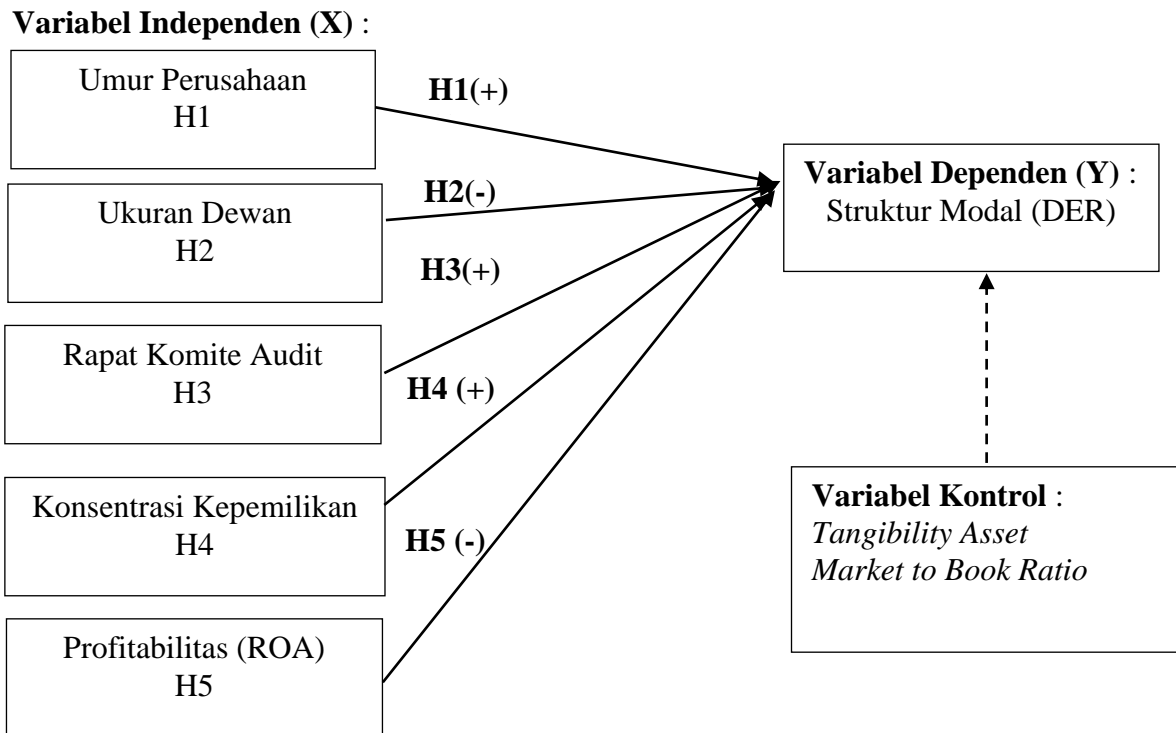 Variabel Independen (X) :
Umur Perusahaan
H1
H1(+)
Ukuran Dewan
H2
H2(-)
Rapat Komite Audit
H3
H3(+)
Konsentrasi Kepemilikan
H4
H4 (+)
Profitabilitas (ROA)
H5
H5 (-)
Variabel Dependen (Y) :
Struktur Modal (DER)
Variabel Kontrol :
Tangibility Asset
Market to Book Ratio